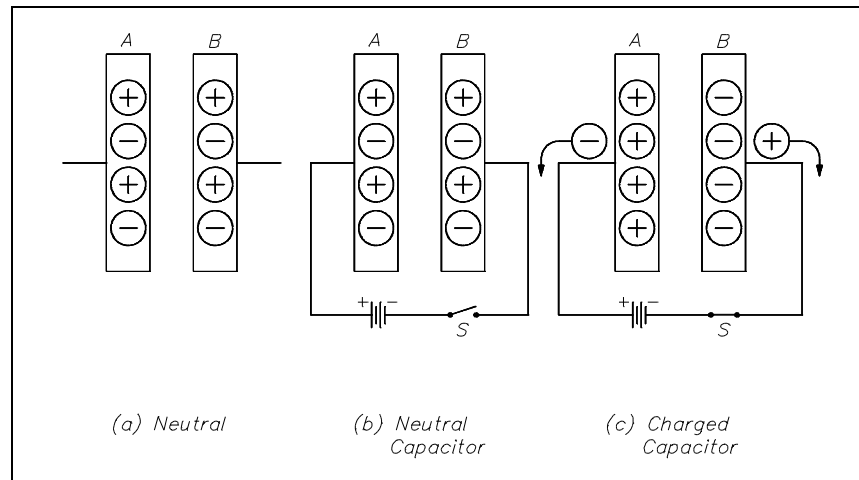 A B
A B
A B
+ + + + + -
- - - - + -
+ + + + + -
- - - - + -
- +
+ -
S
+ -
S
(a) Neutral
(b) Neutral
Capacitor
(c) Charged
Capacitor